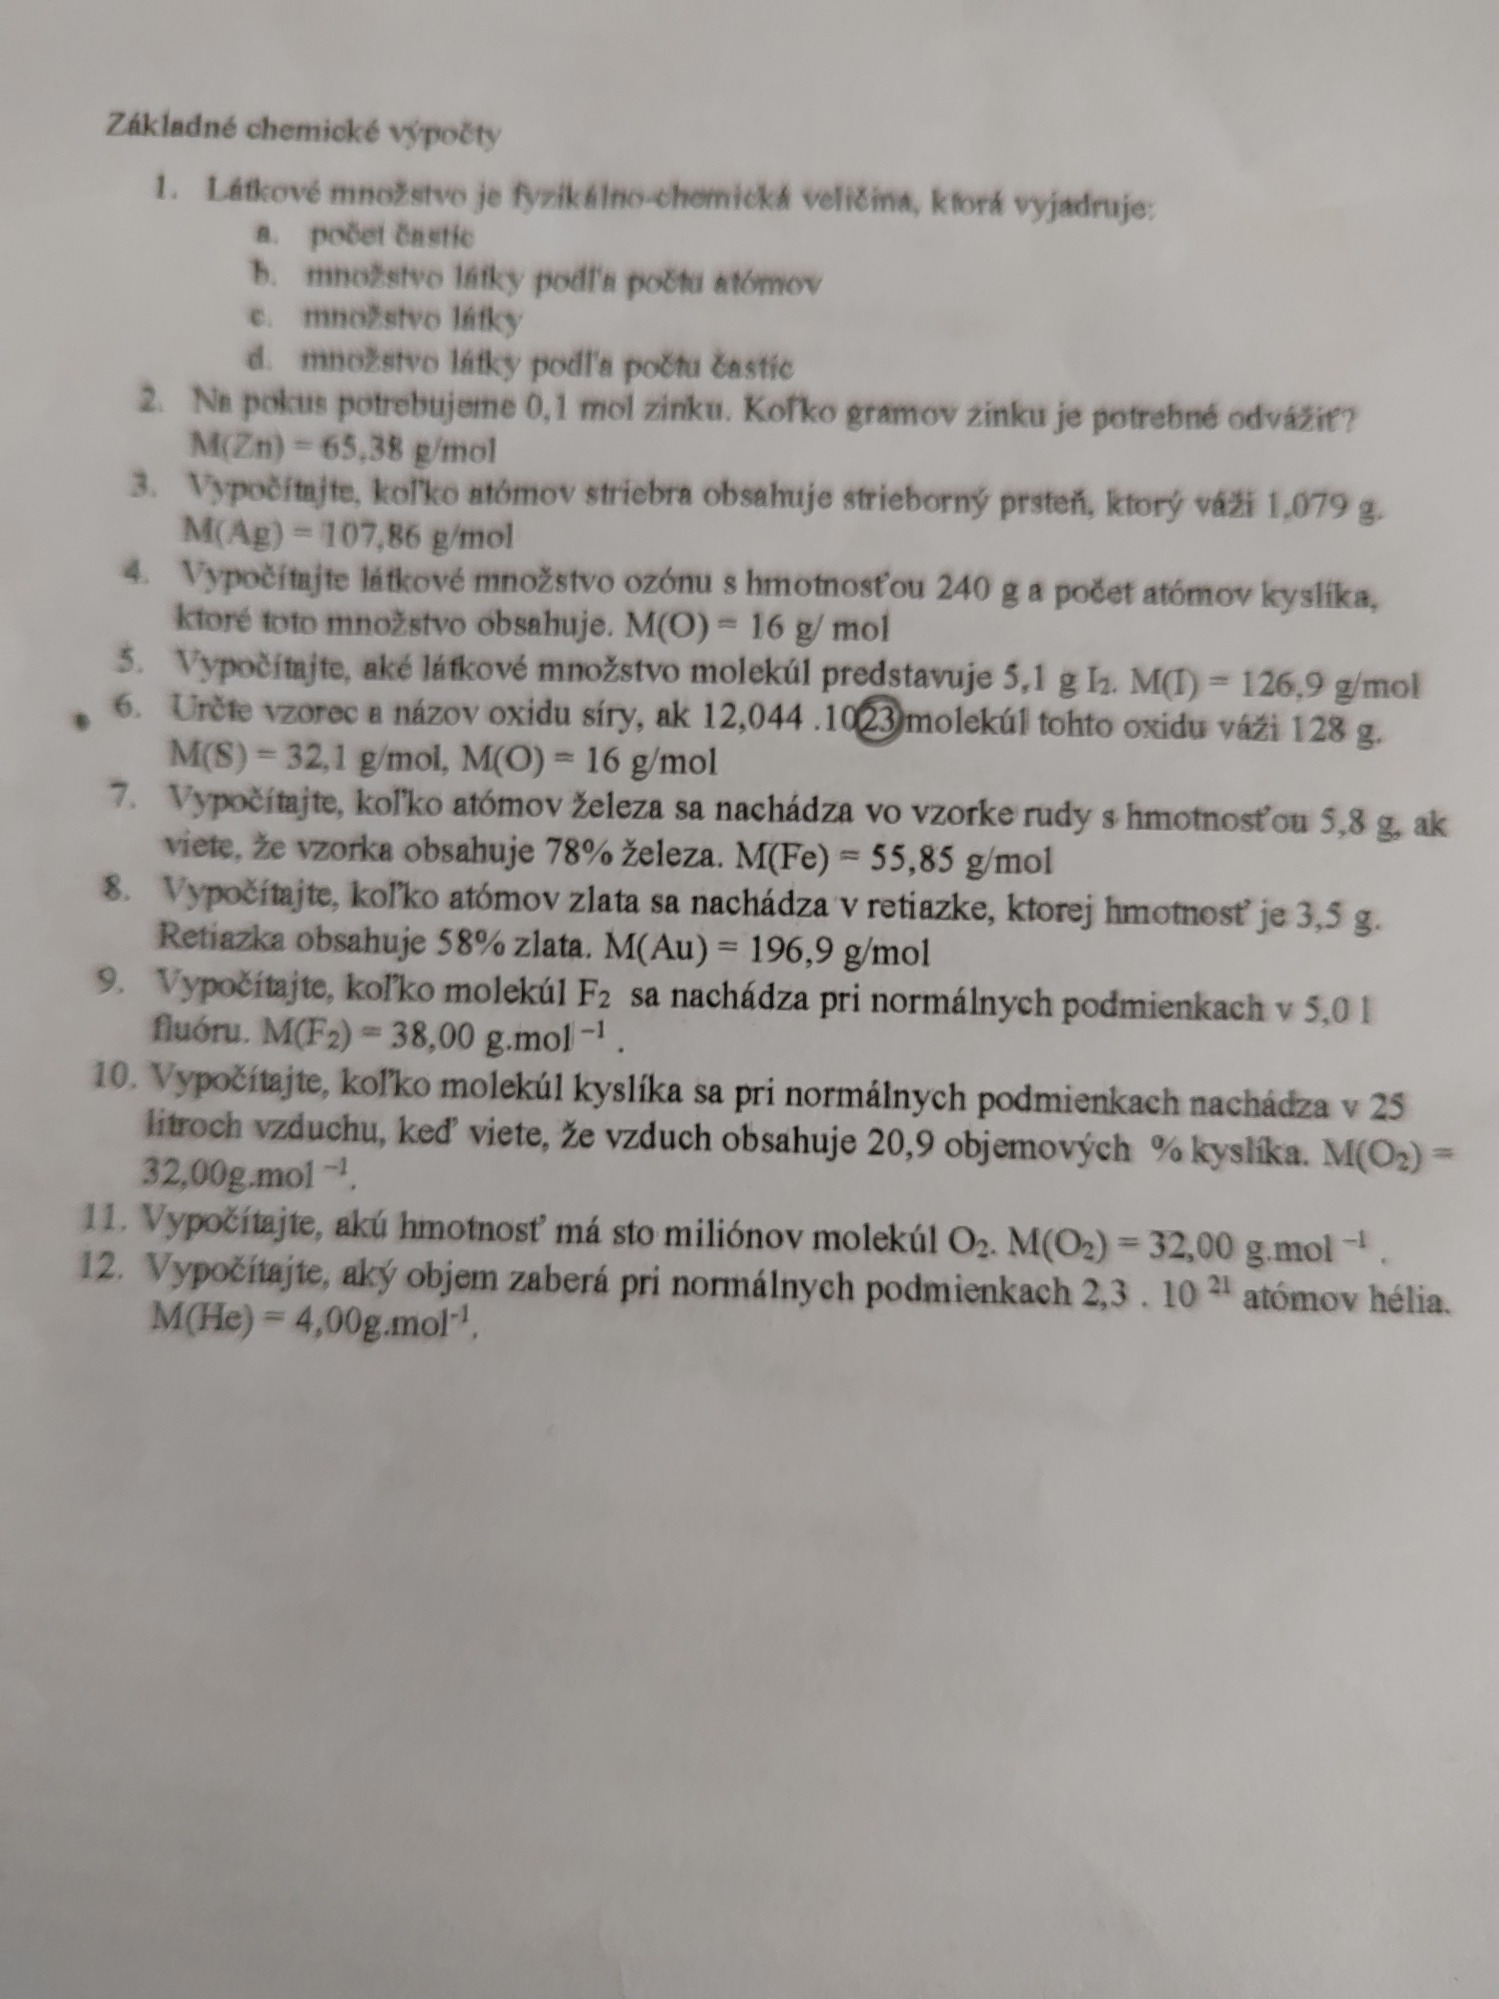 Základné chemické výpočty
1. Látkové množstvo je fyzikálno-chemická veličina, ktorá vyjadruje:
a. počet častíc
b. množstvo látky podľa počtu atómov
c. množstvo látky
d. množstvo látky podľa počtu častíc
2. Na pokus potrebujeme 0,1 mol zinku. Koľko gramov zinku je potrebné odvážiť?
M(Zn) = 65,38 g/mol
3. Vypočítajte, koľko atómov striebra obsahuje strieborný prsteň, ktorý váži 1,079 g.
M(Ag) = 107,86 g/mol
4. Vypočítajte látkové množstvo ozónu s hmotnosťou 240 g a počet atómov kyslíka,
ktoré toto množstvo obsahuje. M(O) = 16 g/ mol
5. Vypočítajte, aké látkové množstvo molekúl predstavuje 5,1 g I₂. M(I) = 126,9 g/mol
6. Určte vzorec a názov oxidu síry, ak 12,044 .1023 molekúl tohto oxidu váži 128 g.
M(S) = 32,1 g/mol, M(O) = 16 g/mol
7. Vypočítajte, koľko atómov železa sa nachádza vo vzorke rudy s hmotnosťou 5,8 g, ak
viete, že vzorka obsahuje 78% železa. M(Fe) = 55,85 g/mol
8. Vypočítajte, koľko atómov zlata sa nachádza v retiazke, ktorej hmotnosť je 3,5 g.
Retiazka obsahuje 58% zlata. M(Au) = 196,9 g/mol
9. Vypočítajte, koľko molekúl F₂ sa nachádza pri normálnych podmienkach v 5,0 l
fluóru. M(F₂) = 38,00 g.mol ⁻¹ .
10. Vypočítajte, koľko molekúl kyslíka sa pri normálnych podmienkach nachádza v 25
litroch vzduchu, keď viete, že vzduch obsahuje 20,9 objemových % kyslíka. M(O₂) =
32,00g.mol ⁻¹.
11. Vypočítajte, akú hmotnosť má sto miliónov molekúl O₂. M(O₂) = 32,00 g.mol ⁻¹ .
12. Vypočítajte, aký objem zaberá pri normálnych podmienkach 2,3 . 10 ²¹ atómov hélia.
M(He) = 4,00g.mol⁻¹.